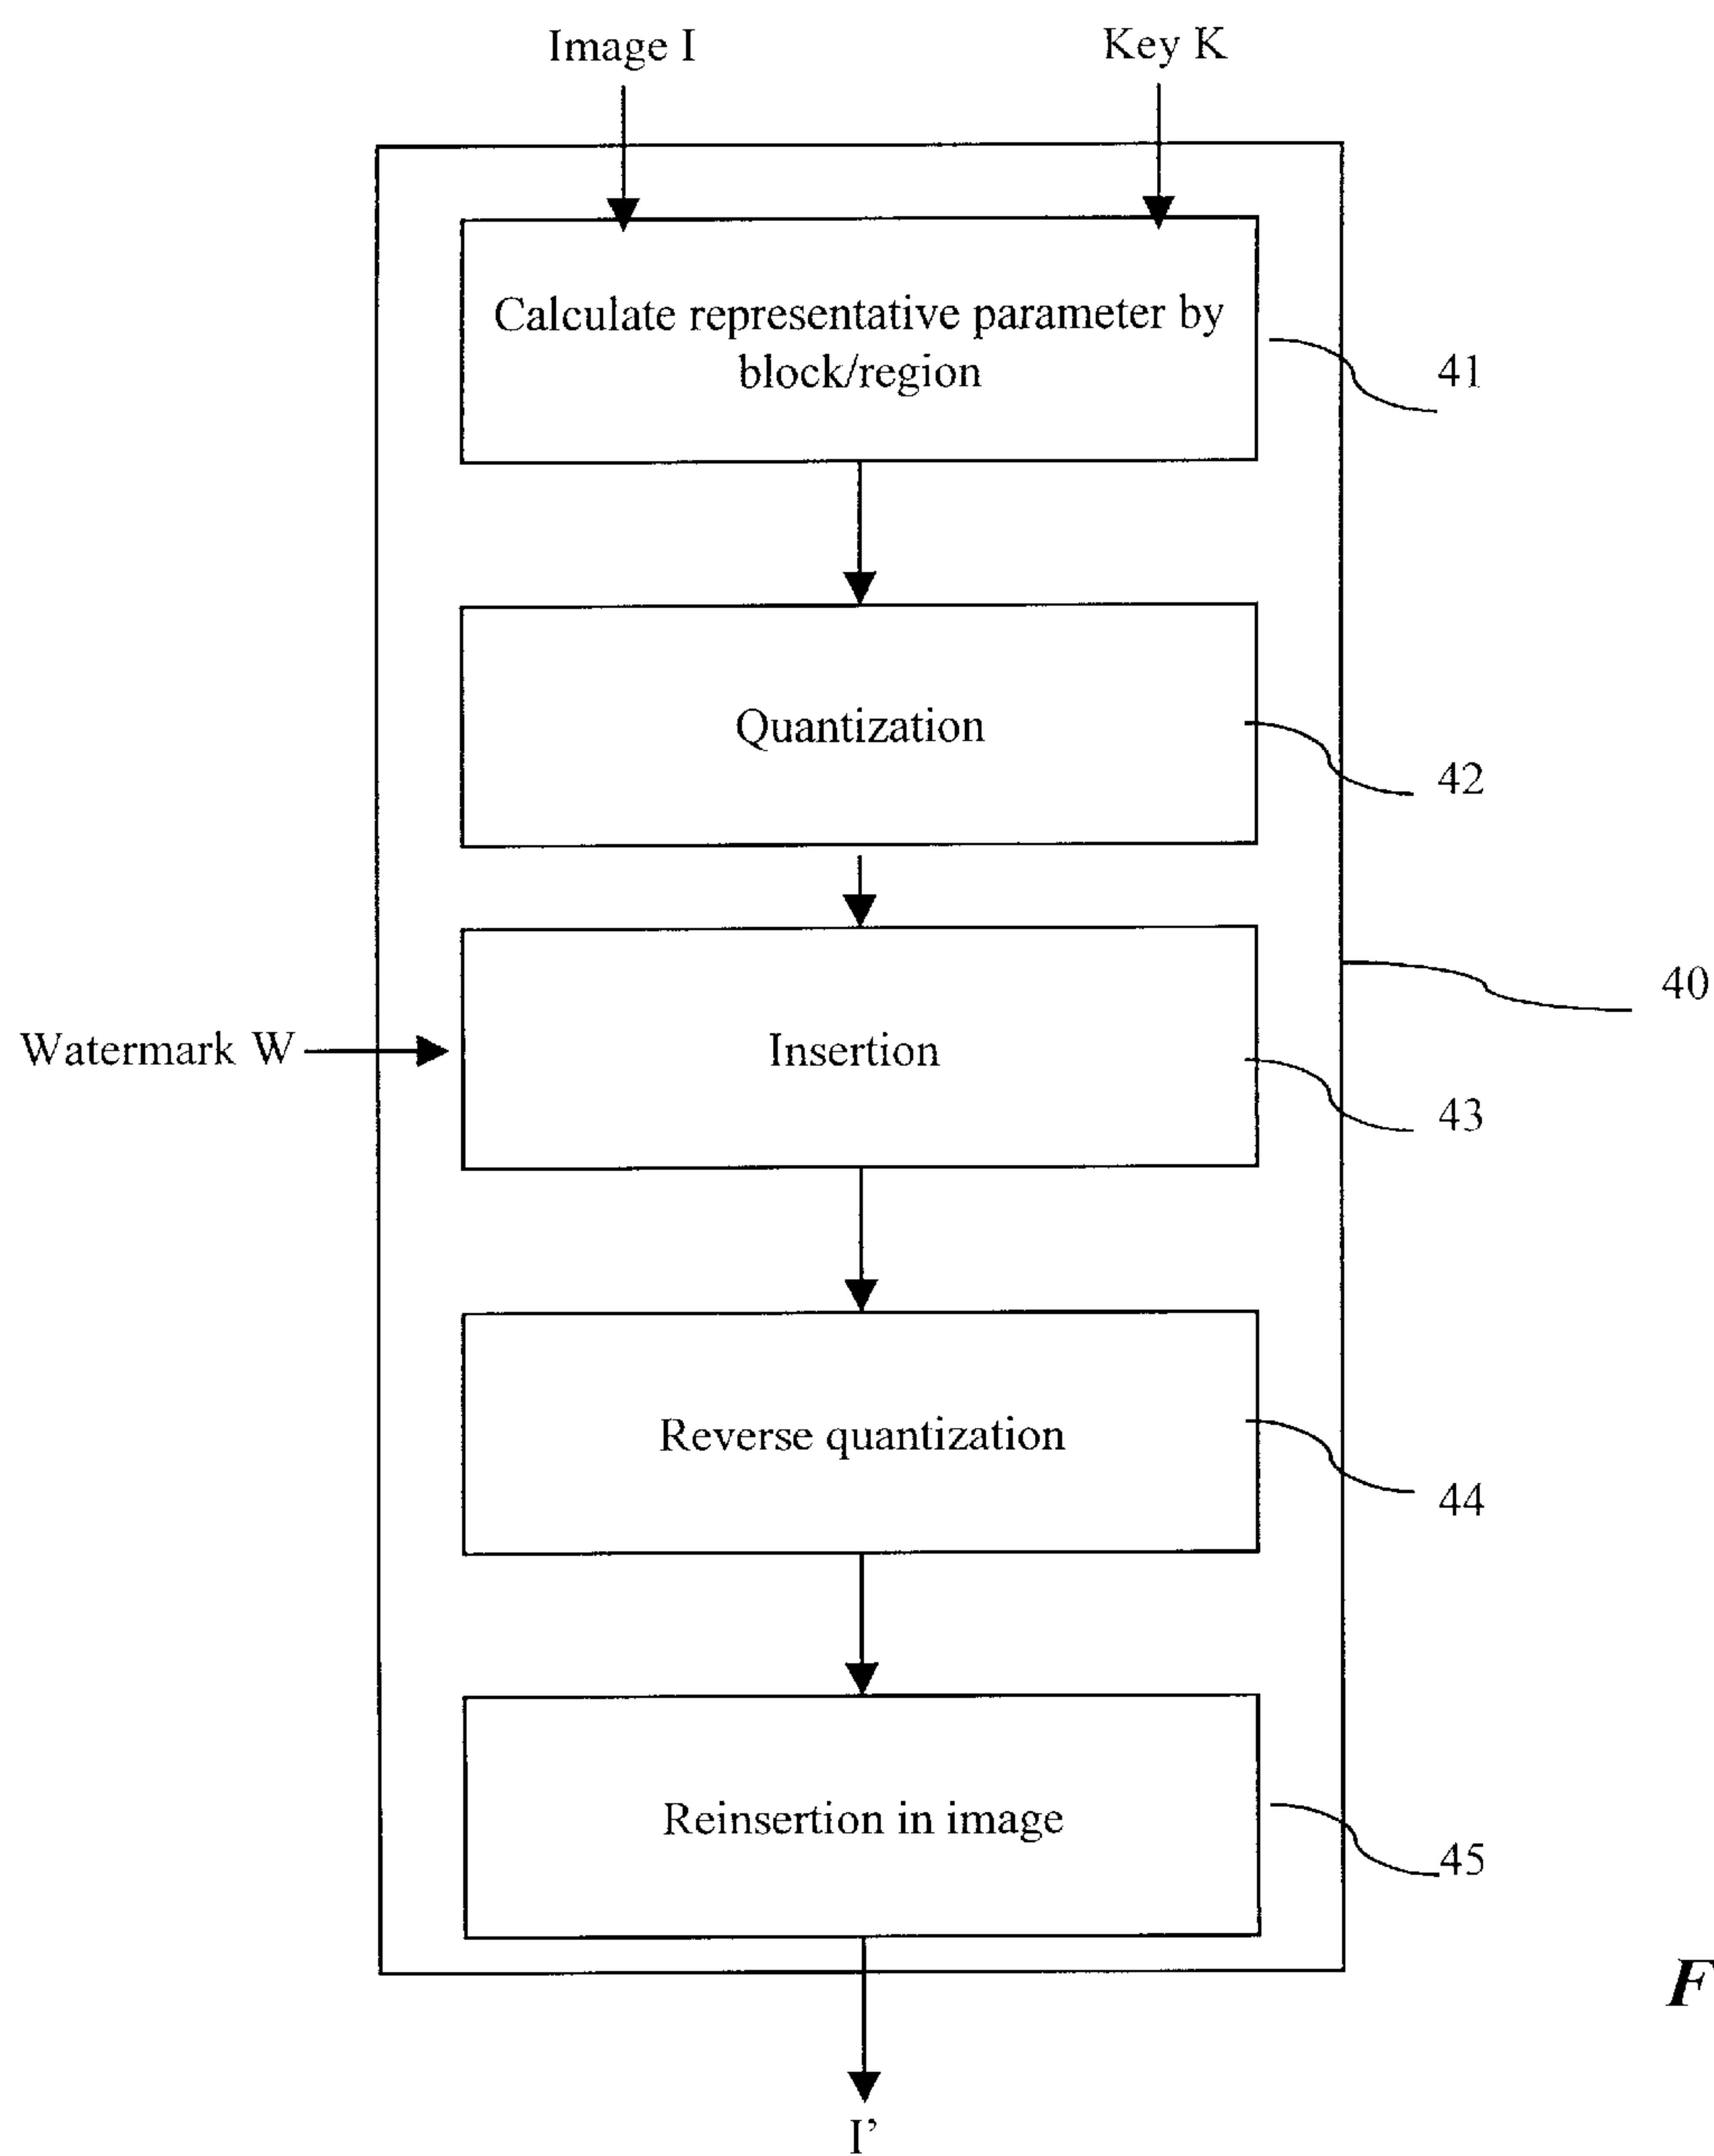 Image I
Key K
Calculate representative parameter by
block/region
41
Quantization
42
Insertion
40
Watermark W
43
Reverse quantization
44
Reinsertion in image
45
F
I’